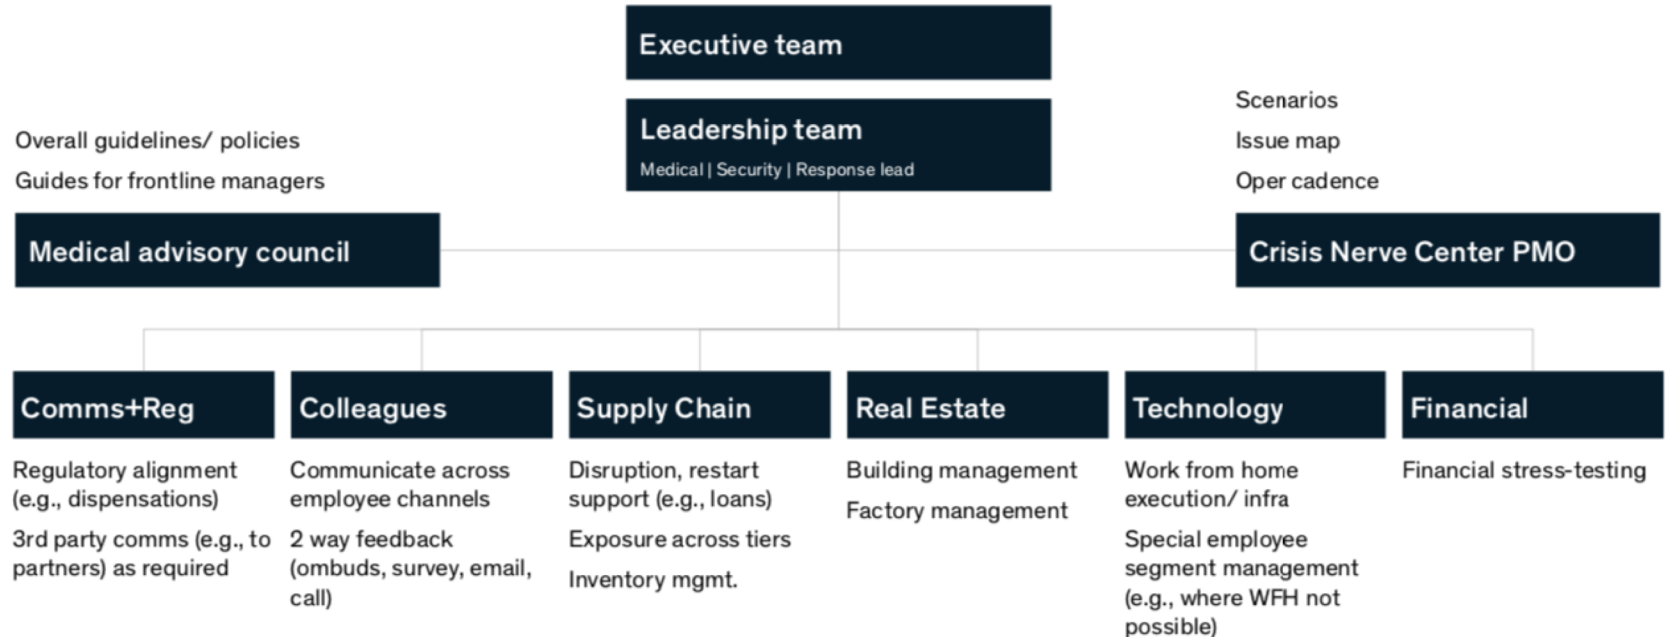 Executive team
Leadership team
Medical | Security | Response lead
Overall guidelines/ policies
Guides for frontline managers
Medical advisory council
Scenarios
Issue map
Oper cadence
Crisis Nerve Center PMO
Comms+Reg
Regulatory alignment
(e.g., dispensations)
3rd party comms (e.g., to
partners) as required
Colleagues
Communicate across
employee channels
2 way feedback
(ombuds, survey, email,
call)
Supply Chain
Disruption, restart
support (e.g., loans)
Exposure across tiers
Inventory mgmt.
Real Estate
Building management
Factory management
Technology
Work from home
execution/ infra
Special employee
segment management
(e.g., where WFH not
possible)
Financial
Financial stress-testing